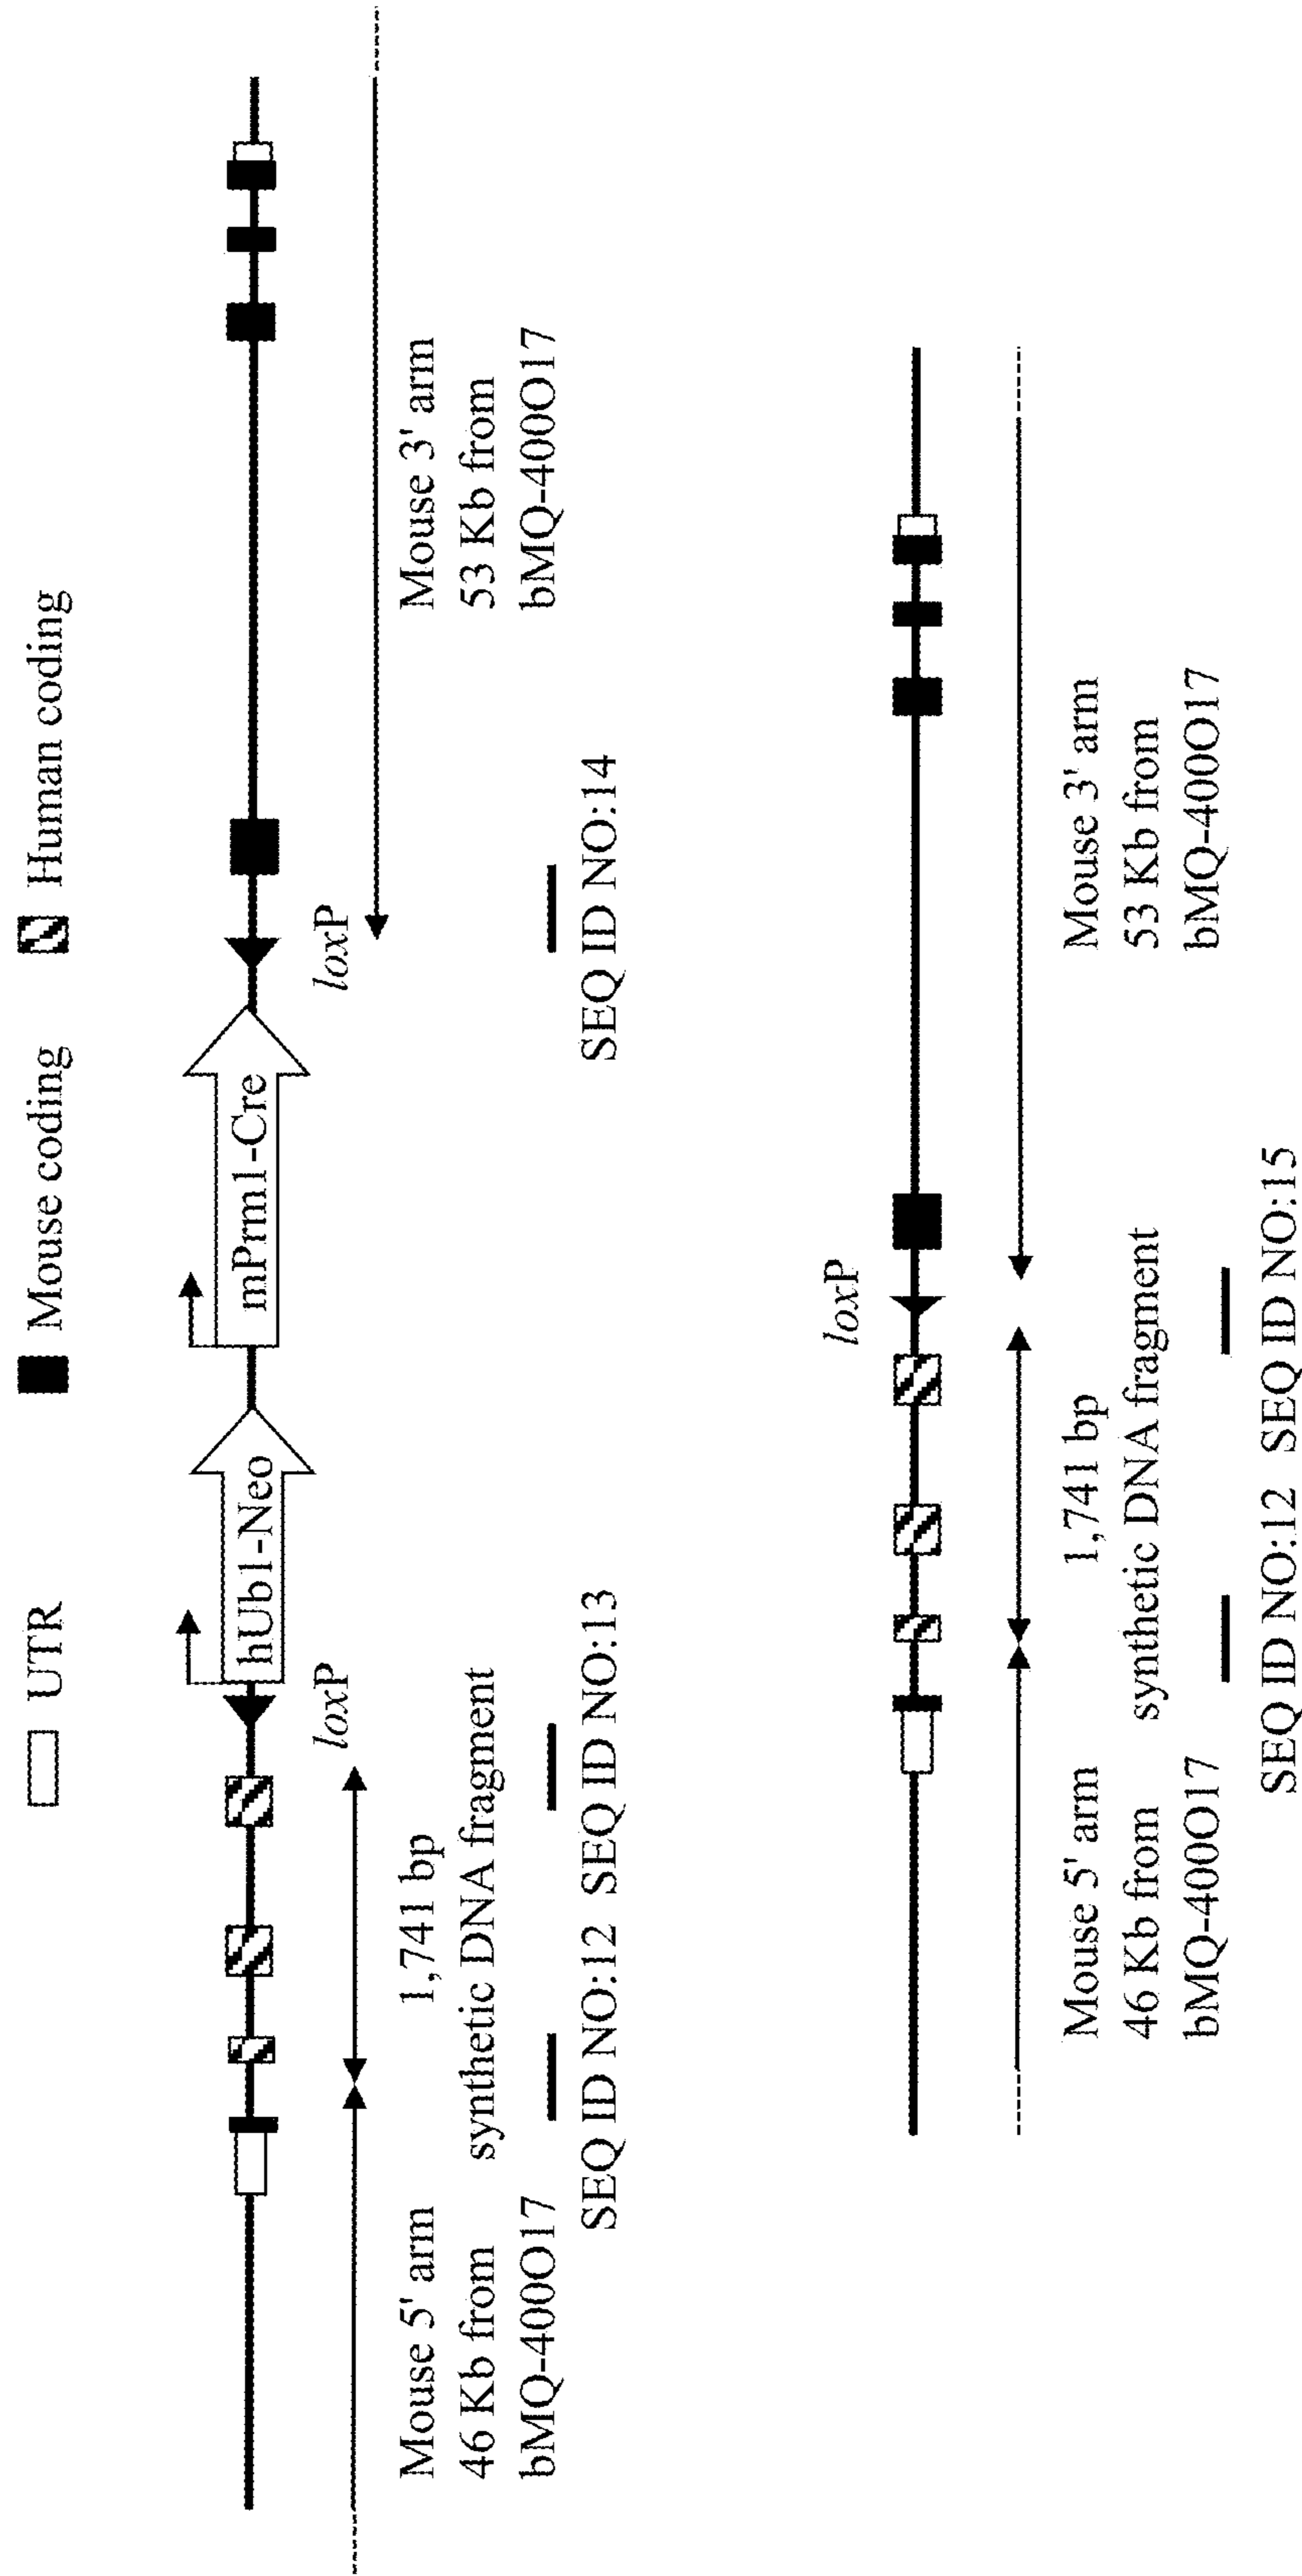 UTR
Mouse coding
Human coding
hUb1-Neo
mPrm1-Cre
loxP
loxP
Mouse 5' arm
46 Kb from
bMQ-400O17
1,741 bp
synthetic DNA fragment
Mouse 3' arm
53 Kb from
bMQ-400O17
SEQ ID NO:12
SEQ ID NO:13
SEQ ID NO:14
loxP
Mouse 5' arm
46 Kb from
bMQ-400O17
1,741 bp
synthetic DNA fragment
Mouse 3' arm
53 Kb from
bMQ-400O17
SEQ ID NO:12
SEQ ID NO:15